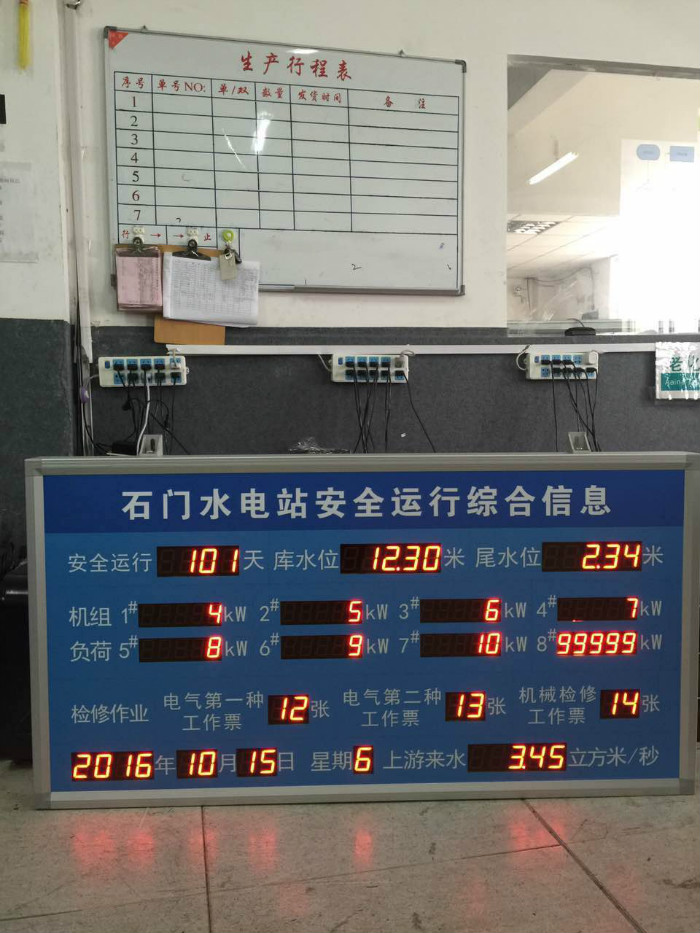 生产行程表
序号 单号NO: 单/双 数量 发货时间 备 注
1
2
3
4
5
6
7
石门水电站安全运行综合信息
安全运行 101 天 库水位 12.30 米 尾水位 2.34 米
机组 1# 4 kW 2# 5 kW 3# 6 kW 4# 7 kW
负荷 5# 8 kW 6# 9 kW 7# 10 kW 8# 99999 kW
检修作业 电气第一种工作票 12 张 电气第二种工作票 13 张 机械检修工作票 14 张
2016 年 10 月 15 日 星期 6 上游来水 3.45 立方米/秒